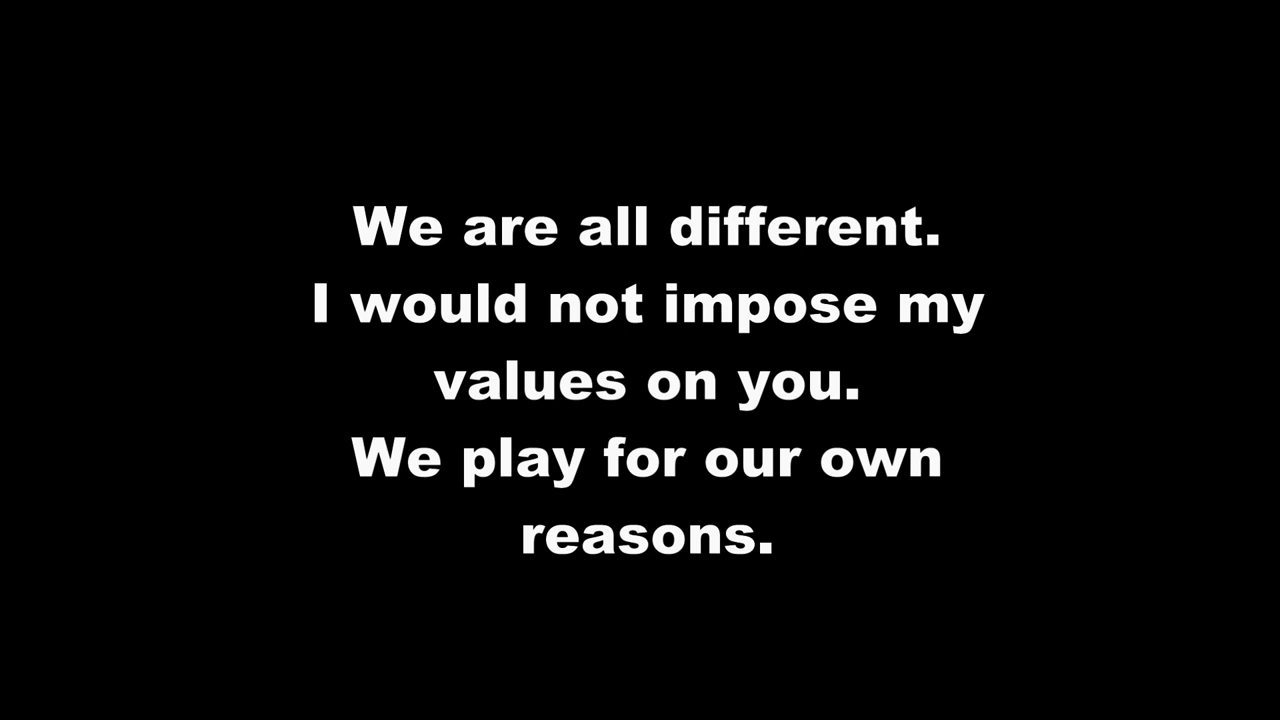 We are all different.
I would not impose my
values on you.
We play for our own
reasons.